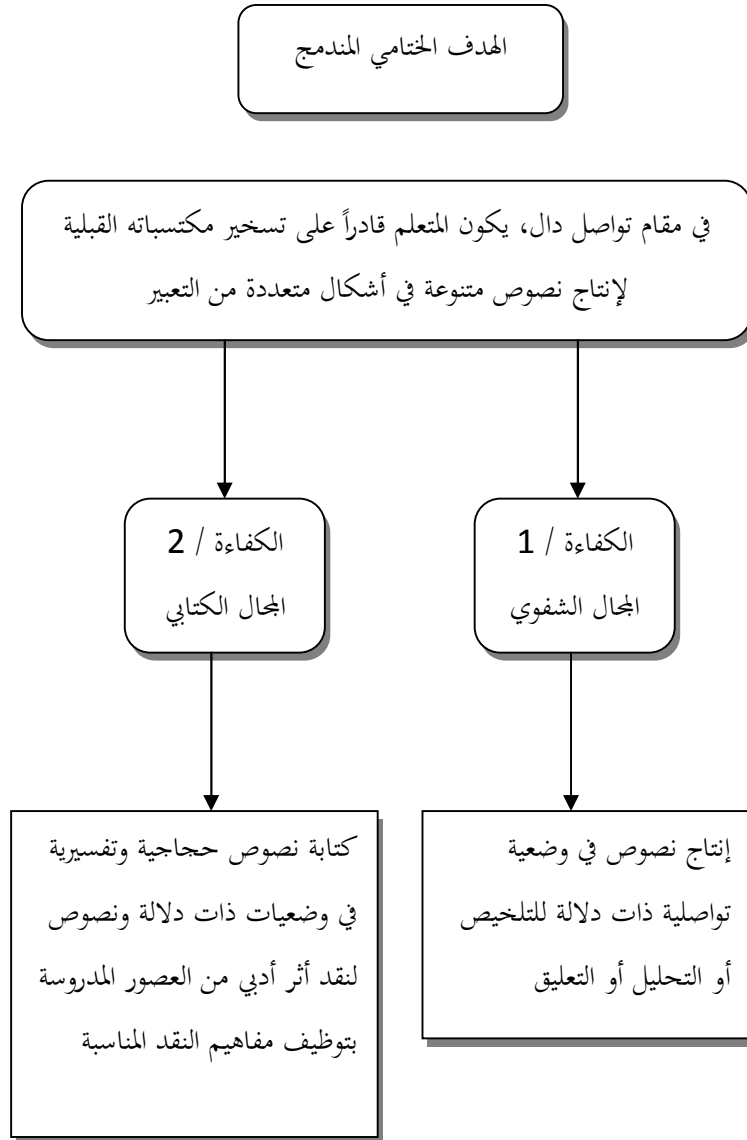 الهدف الختامي المندمج
في مقام تواصل دال، يكون المتعلم قادراً على تسخير مكتسباته القبلية
لإنتاج نصوص متنوعة في أشكال متعددة من التعبير
الكفاءة / 1
المجال الشفوي
الكفاءة / 2
المجال الكتابي
إنتاج نصوص في وضعية
تواصلية ذات دلالة للتلخيص
أو التحليل أو التعليق
كتابة نصوص حجاجية وتفسيرية
في وضعيات ذات دلالة ونصوص
لنقد أثر أدبي من العصور المدروسة
بتوظيف مفاهيم النقد المناسبة